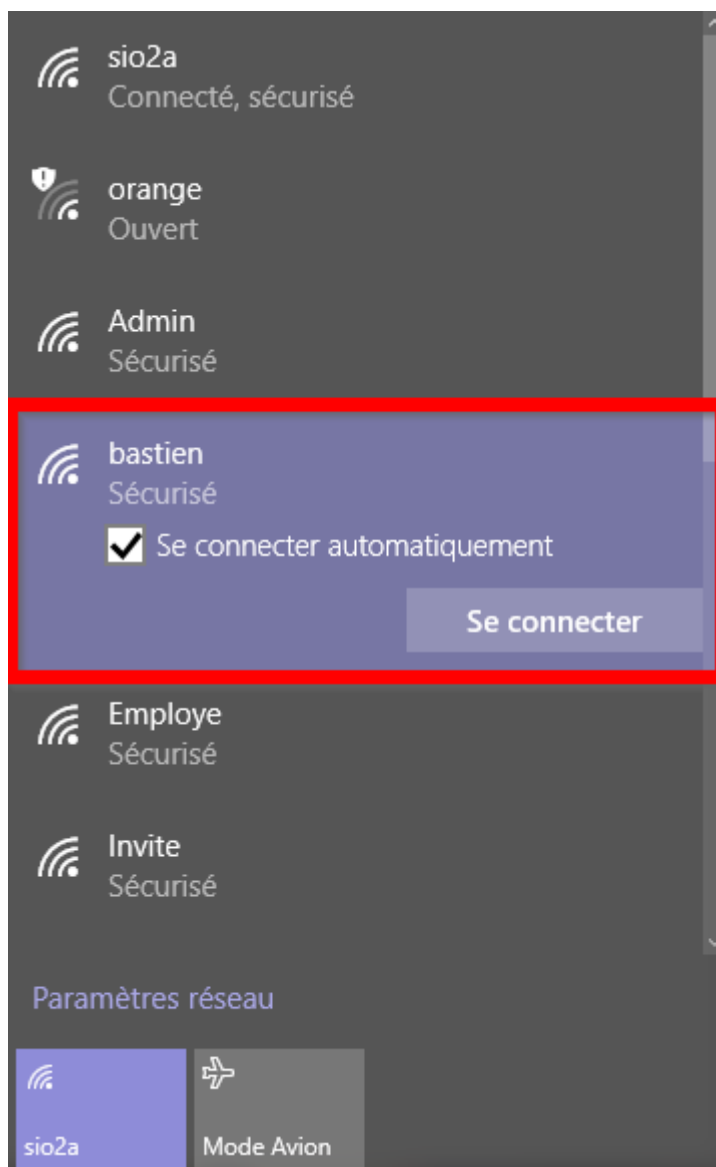 sio2a
Connecté, sécurisé
orange
Ouvert
Admin
Sécurisé
bastien
Sécurisé
Se connecter automatiquement
Se connecter
Employe
Sécurisé
Invite
Sécurisé
Paramètres réseau
sio2a
Mode Avion